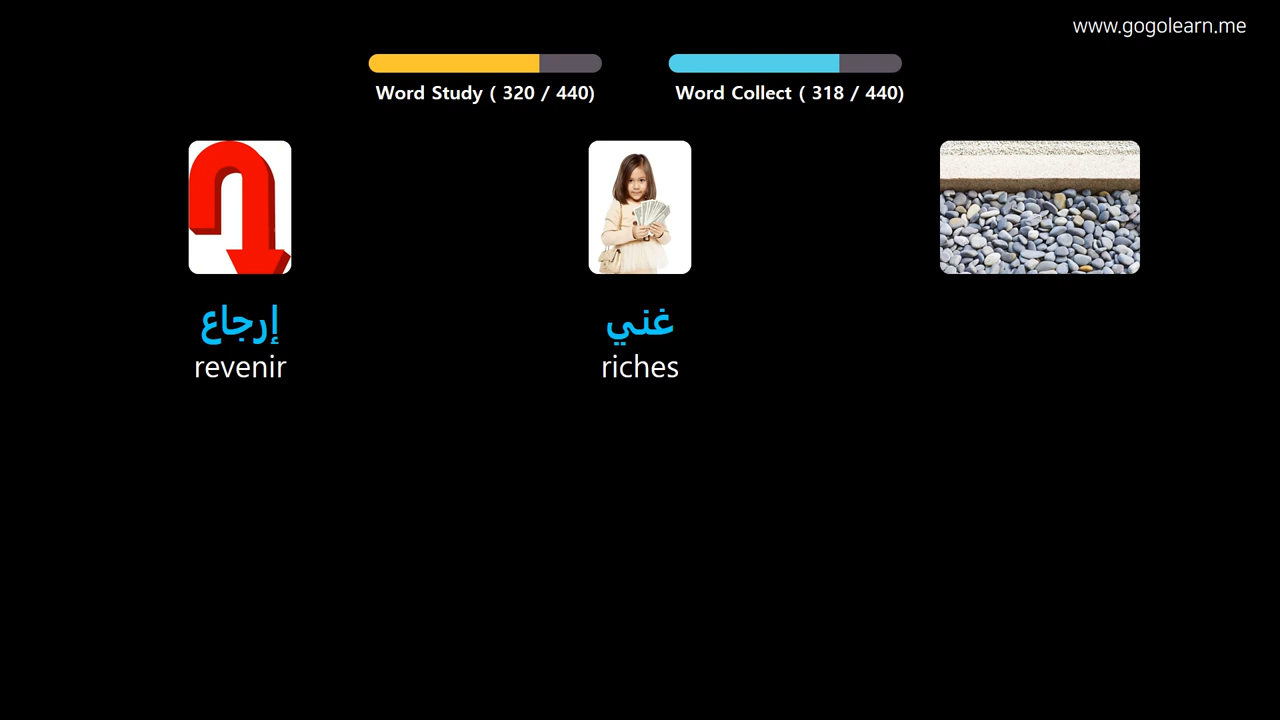 www.gogolearn.me
Word Study ( 320 / 440)
Word Collect ( 318 / 440)
إرجاع
revenir
غني
riches